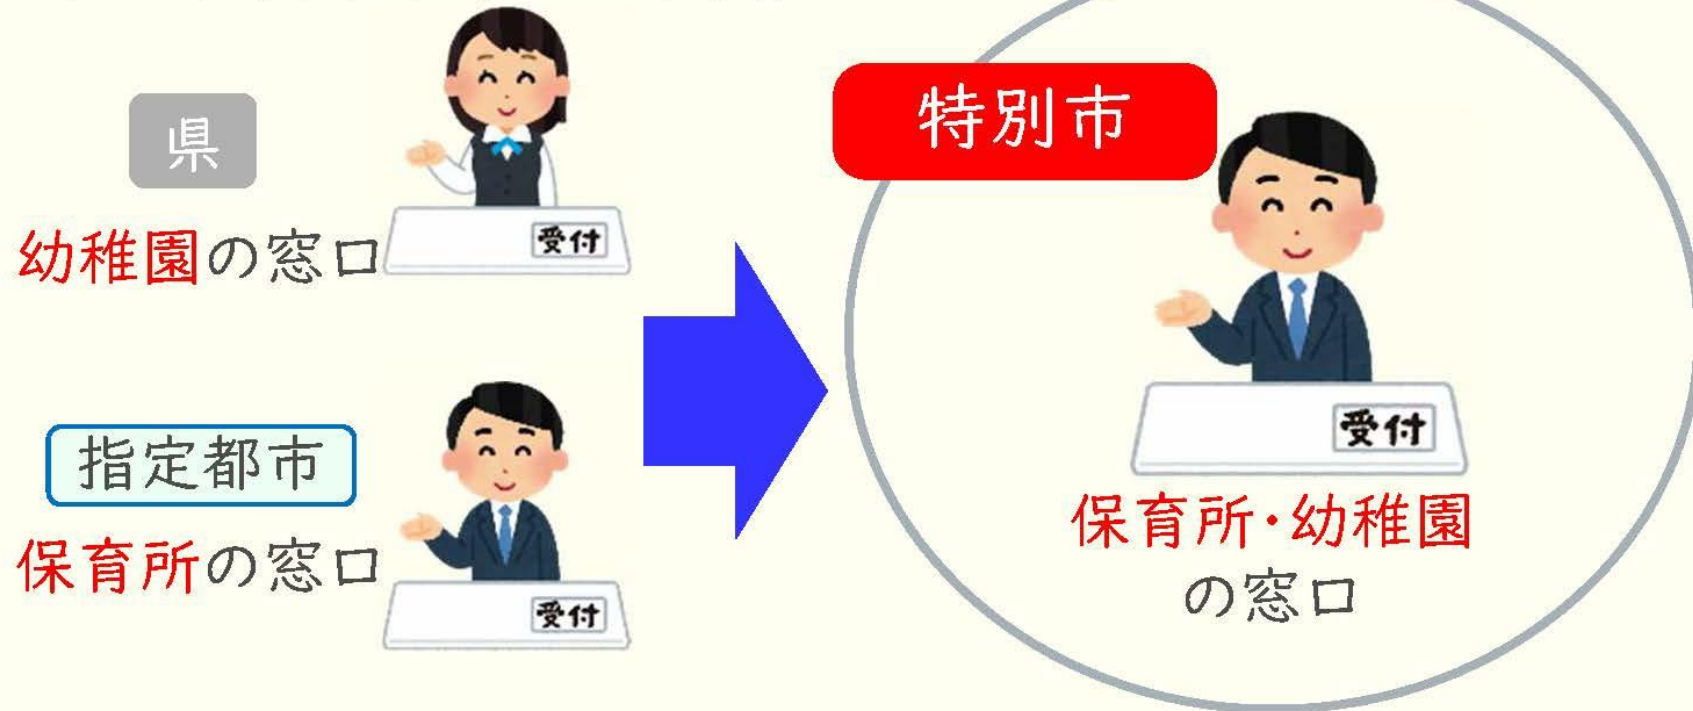 県
幼稚園の窓口
受付
指定都市
保育所の窓口
受付
特別市
受付
保育所・幼稚園
の窓口